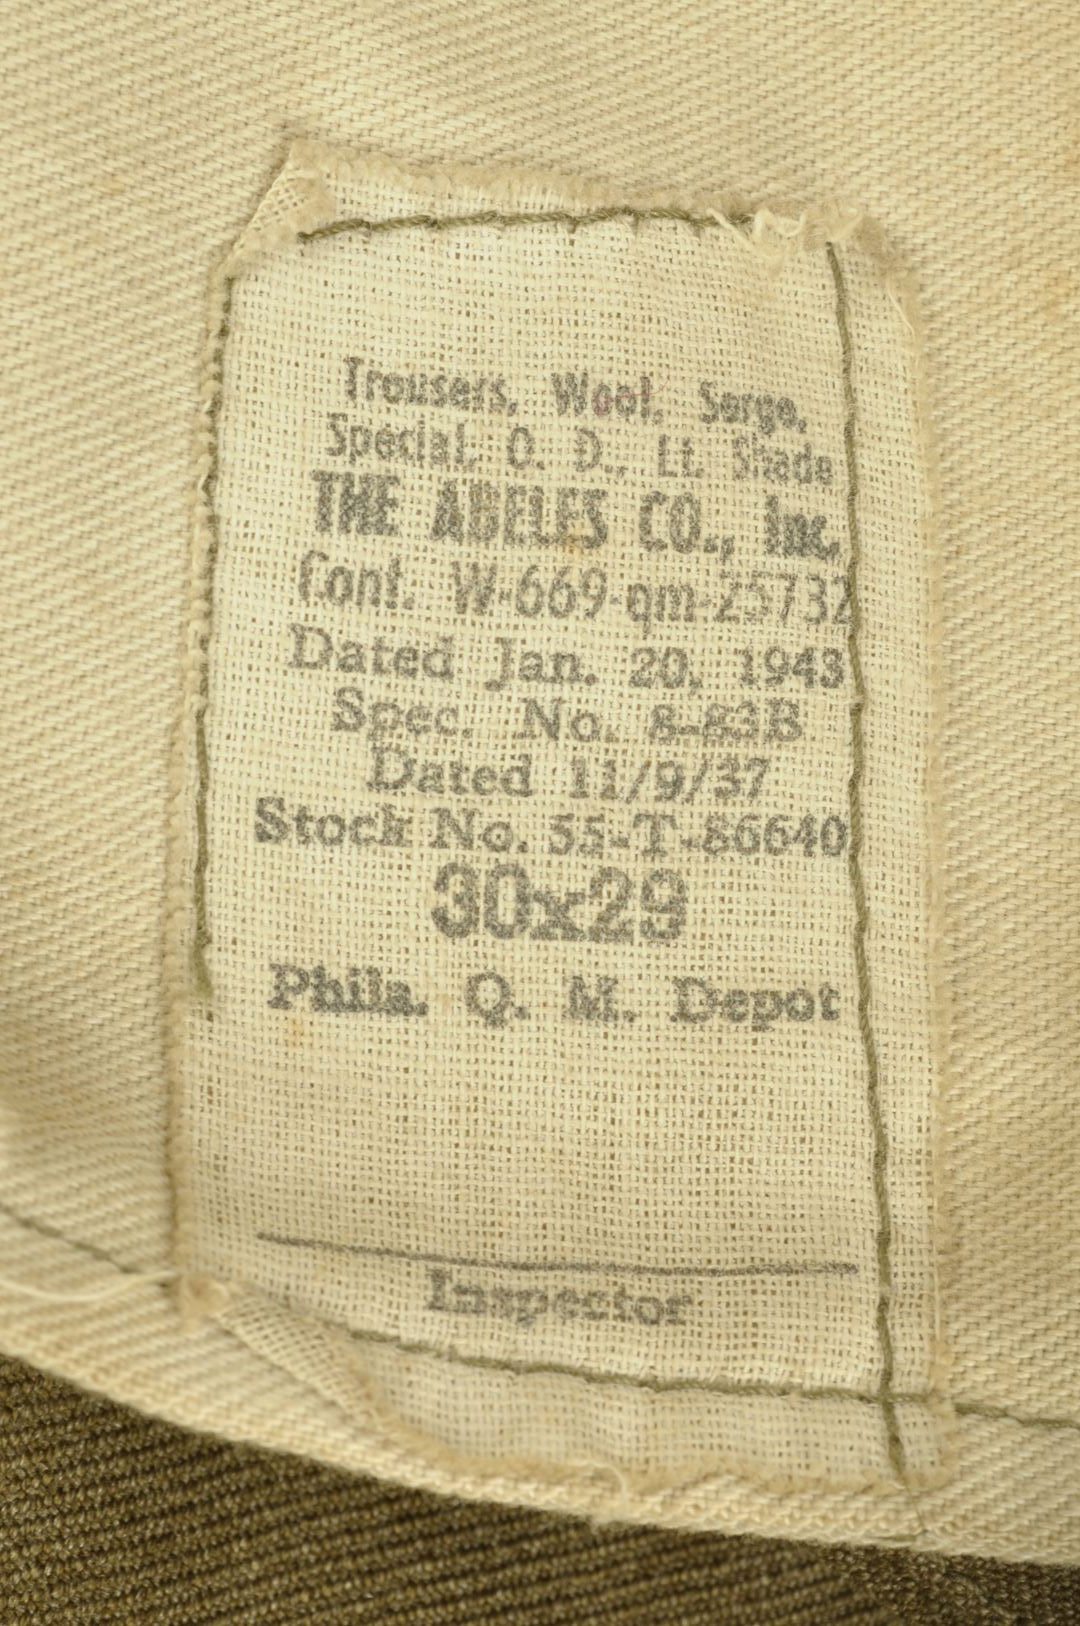 Trousers, Wool, Serge,
Special, O. D., Lt. Shade
THE ABELES CO., Inc.
Cont. W-669-qm-25732
Dated Jan. 20, 1943
Spec. No. 8-83B
Dated 11/9/37
Stock No. 55-T-86640
30x29
Phila. Q. M. Depot
Inspector